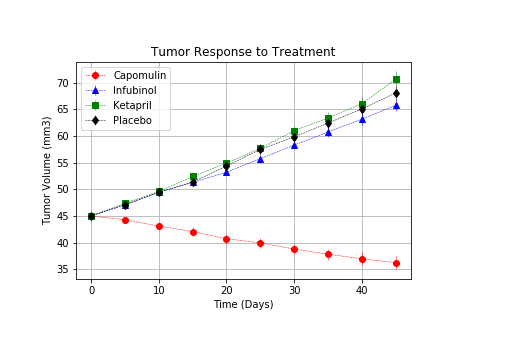 Tumor Response to Treatment
Capomulin
Infubinol
Ketapril
Placebo
Tumor Volume (mm3)
70
65
60
55
50
45
40
35
0
10
20
30
40
Time (Days)